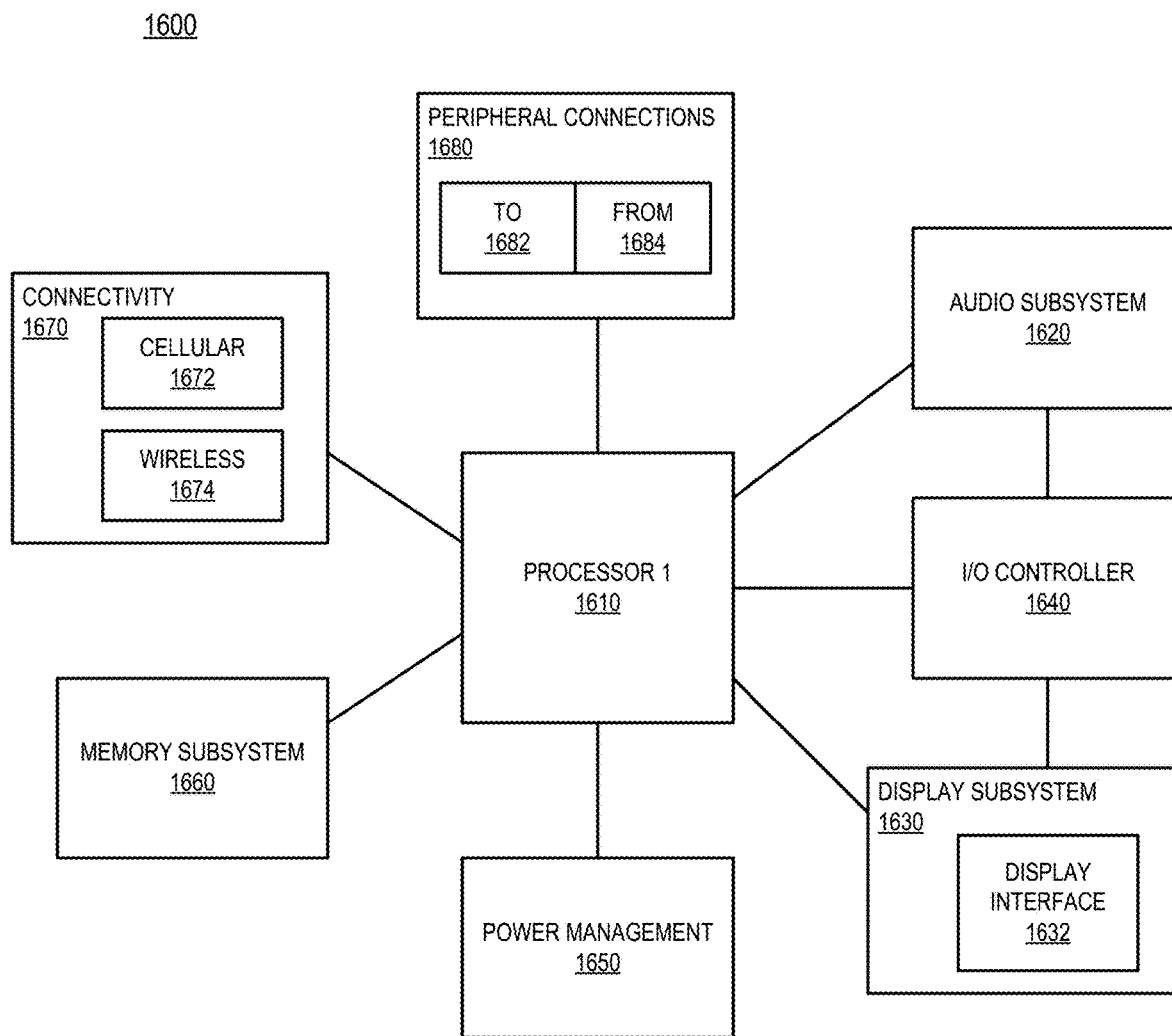 1600
PERIPHERAL CONNECTIONS
1680
TO
1682
FROM
1684
CONNECTIVITY
1670
CELLULAR
1672
WIRELESS
1674
AUDIO SUBSYSTEM
1620
PROCESSOR 1
1610
I/O CONTROLLER
1640
MEMORY SUBSYSTEM
1660
DISPLAY SUBSYSTEM
1630
DISPLAY
INTERFACE
1632
POWER MANAGEMENT
1650